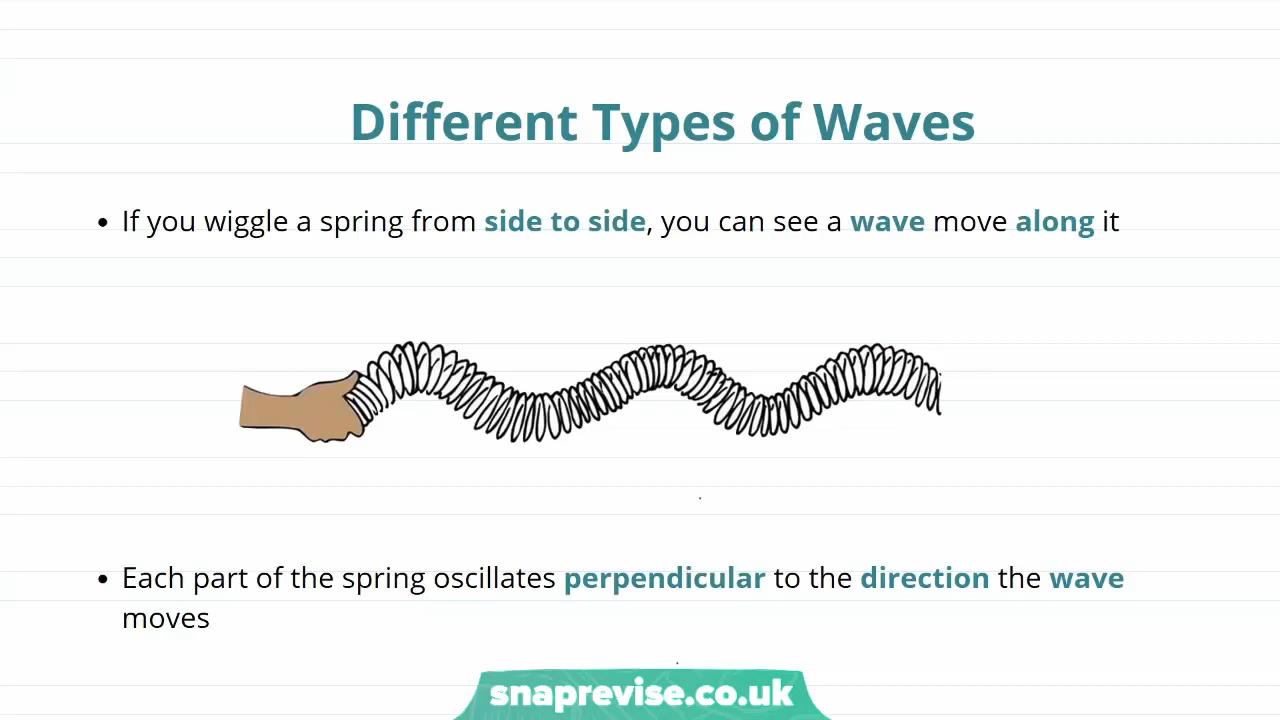 Different Types of Waves
• If you wiggle a spring from side to side, you can see a wave move along it
• Each part of the spring oscillates perpendicular to the direction the wave
moves
snaprevise.co.uk